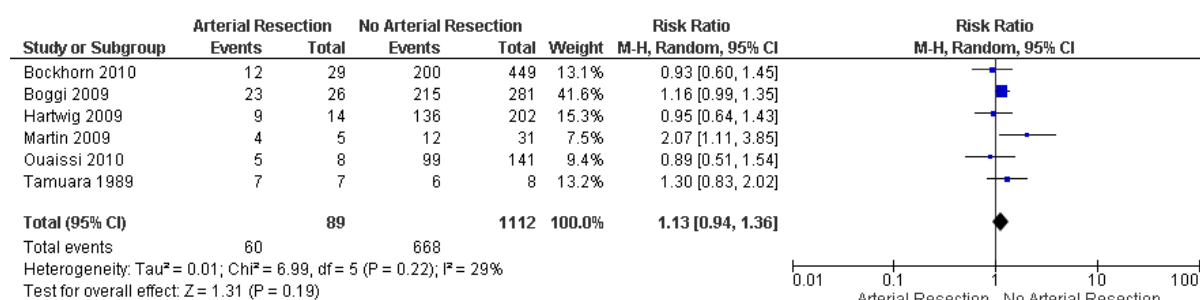 Arterial Resection No Arterial Resection Risk Ratio Risk Ratio
Study or Subgroup Events Total Events Total Weight M-H, Random, 95% CI M-H, Random, 95% CI
Bockhorn 2010 12 29 200 449 13.1% 0.93 [0.60, 1.45]
Boggi 2009 23 26 215 281 41.6% 1.16 [0.99, 1.35]
Hartwig 2009 9 14 136 202 15.3% 0.95 [0.64, 1.43]
Martin 2009 4 5 12 31 7.5% 2.07 [1.11, 3.85]
Ouaissi 2010 5 8 99 141 9.4% 0.89 [0.51, 1.54]
Tamuara 1989 7 7 6 8 13.2% 1.30 [0.83, 2.02]
Total (95% CI) 89 1112 100.0% 1.13 [0.94, 1.36]
Total events 60 668
Heterogeneity: Tau² = 0.01; Chi² = 6.99, df = 5 (P = 0.22); I² = 29%
Test for overall effect: Z = 1.31 (P = 0.19)
0.01 0.1 1 10 100
Arterial Resection No Arterial Resection